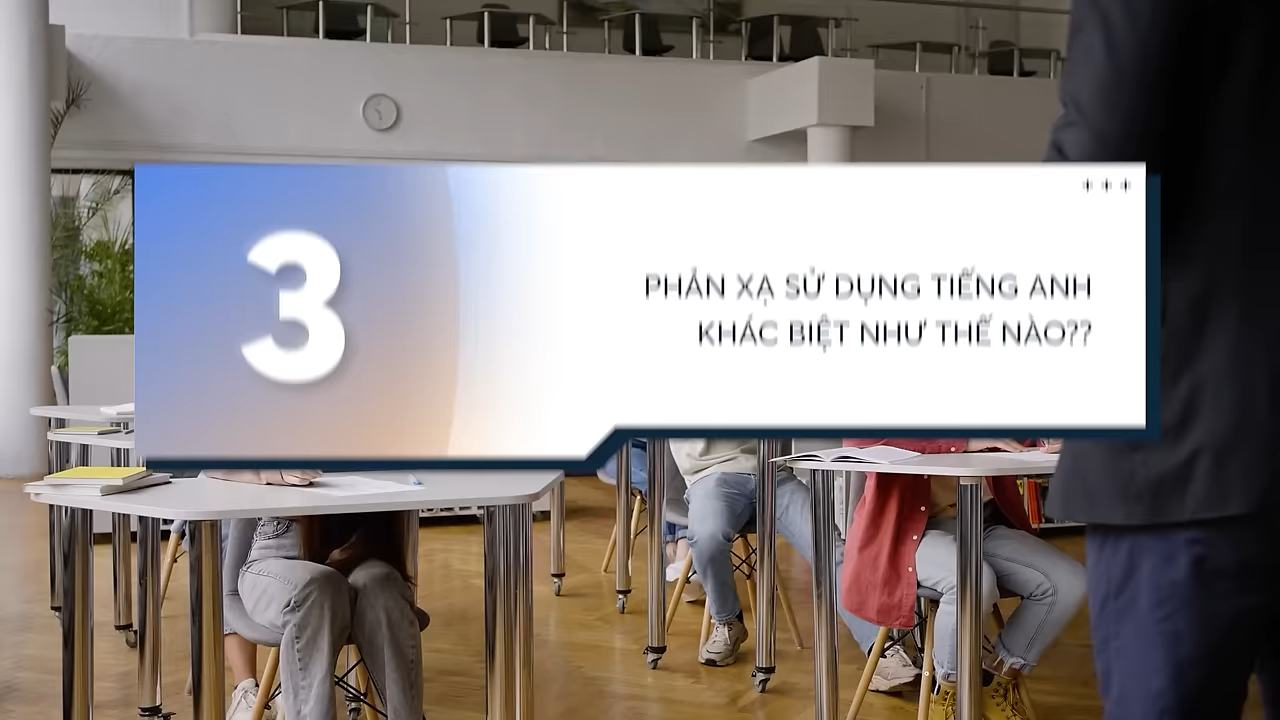 3
PHẢN XẠ SỬ DỤNG TIẾNG ANH
KHÁC BIỆT NHƯ THẾ NÀO??